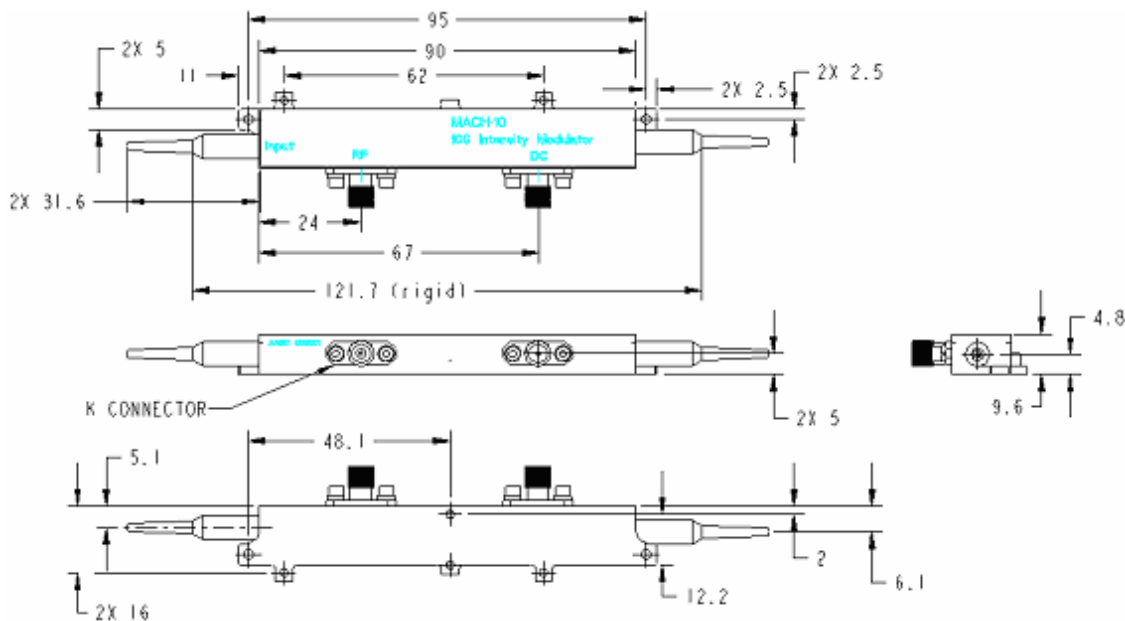 95
2X 5
90
11
62
2X 2.5
2X 2.5
MACH-10
10G Intensity Modulator
Input
RF
DC
2X 31.6
24
67
121.7 (rigid)
4.8
K CONNECTOR
9.6
2X 5
48.1
5.1
2
6.1
12.2
2X 16